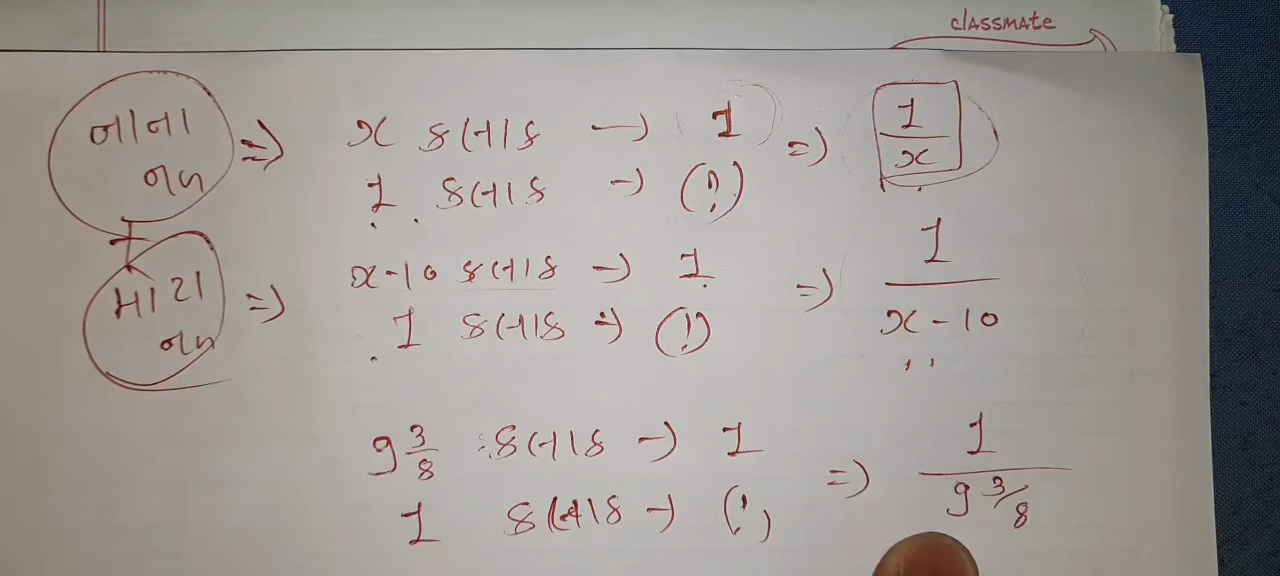 classmate
નાના નળ => x કલાક → 1 => 1/x
1 કલાક → (?)
મોટા નળ => x-10 કલાક → 1 => 1/(x-10)
1 કલાક → (?)
9 3/8 કલાક → 1 => 1/(9 3/8)
1 કલાક → (?)